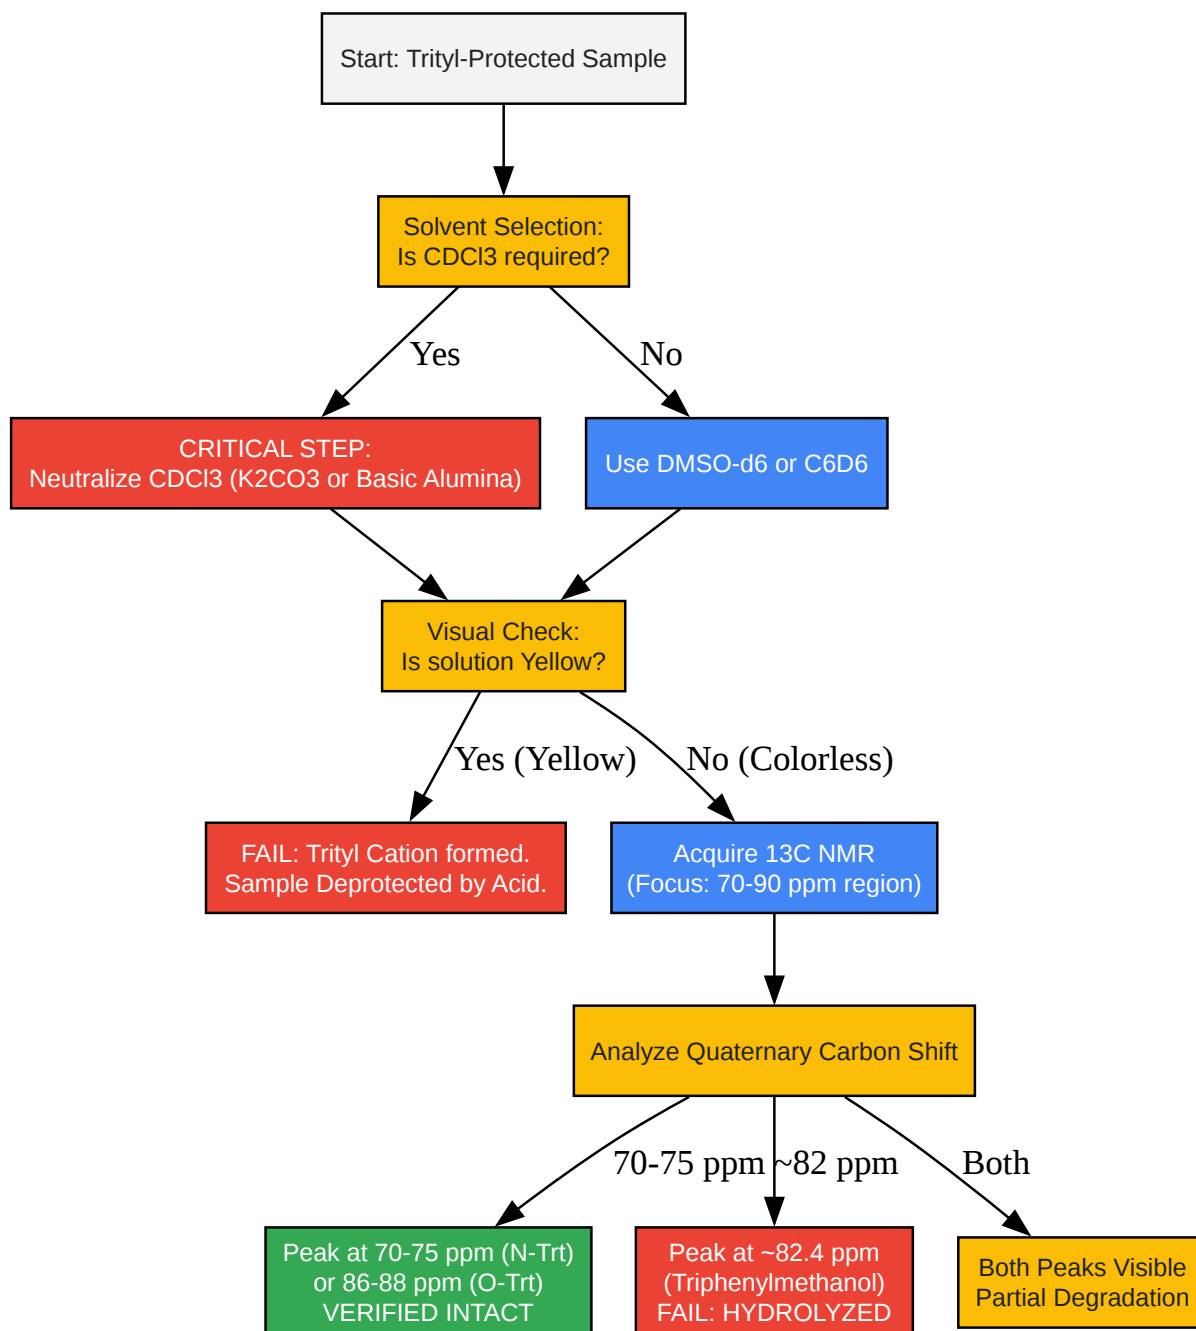 Start: Trityl-Protected Sample
Solvent Selection:
Is CDCl3 required?
Yes
No
CRITICAL STEP:
Neutralize CDCl3 (K2CO3 or Basic Alumina)
Use DMSO-d6 or C6D6
Visual Check:
Is solution Yellow?
Yes (Yellow)
No (Colorless)
FAIL: Trityl Cation formed.
Sample Deprotected by Acid.
Acquire 13C NMR
(Focus: 70-90 ppm region)
Analyze Quaternary Carbon Shift
70-75 ppm
~82 ppm
Both
Peak at 70-75 ppm (N-Trt)
or 86-88 ppm (O-Trt)
VERIFIED INTACT
Peak at ~82.4 ppm
(Triphenylmethanol)
FAIL: HYDROLYZED
Both Peaks Visible
Partial Degradation